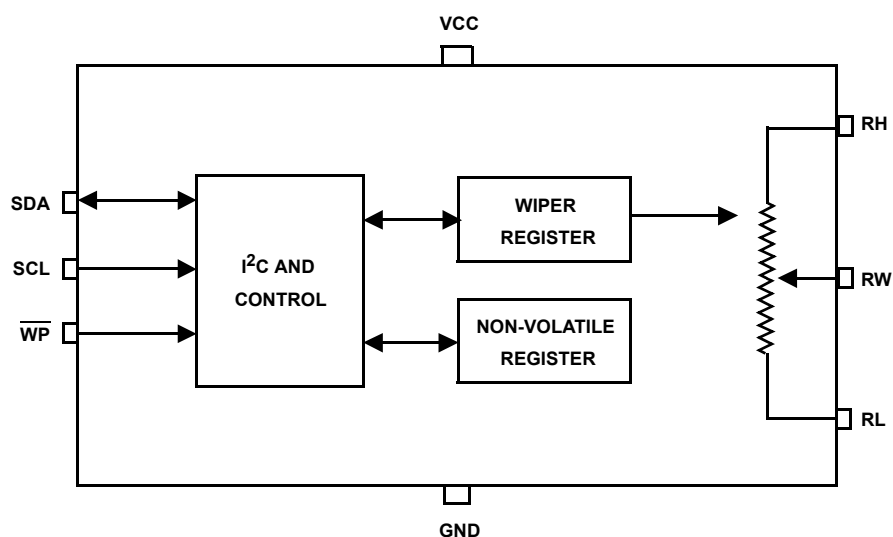 VCC
RH
SDA
WIPER
REGISTER
SCL
I²C AND
CONTROL
RW
WP
NON-VOLATILE
REGISTER
RL
GND